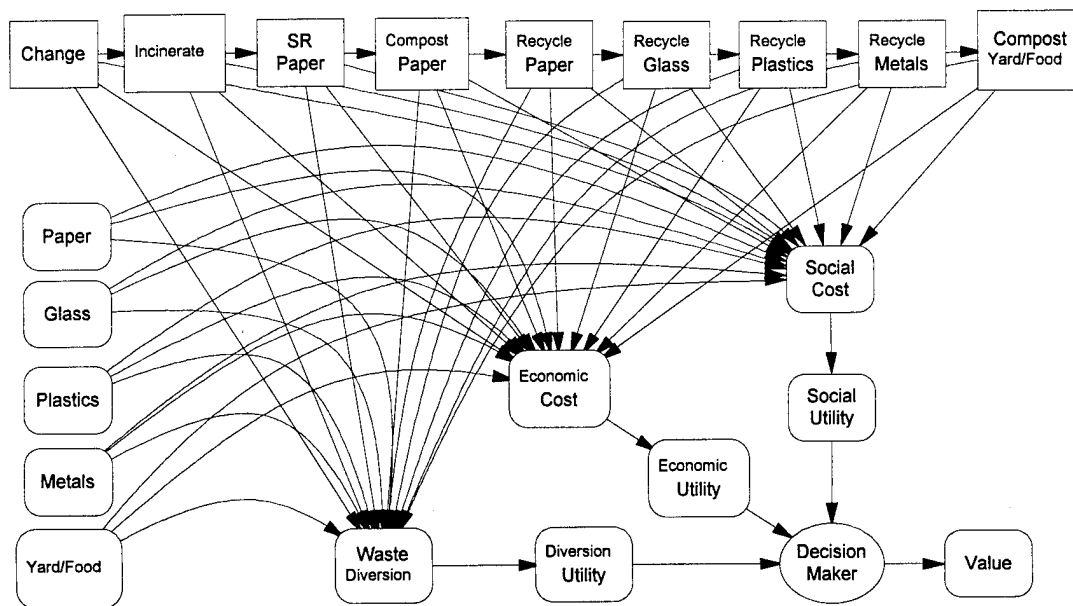 Change
Incinerate
SR
Paper
Compost
Paper
Recycle
Paper
Recycle
Glass
Recycle
Plastics
Recycle
Metals
Compost
Yard/Food
Paper
Glass
Plastics
Metals
Yard/Food
Social
Cost
Economic
Cost
Social
Utility
Economic
Utility
Waste
Diversion
Diversion
Utility
Decision
Maker
Value